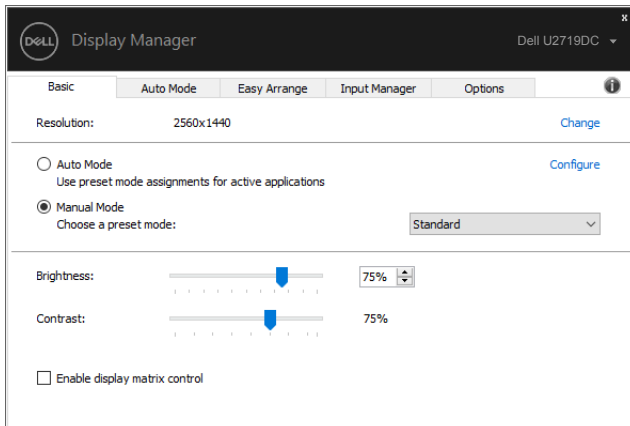 x
DELL Display Manager Dell U2719DC
Basic Auto Mode Easy Arrange Input Manager Options i
Resolution: 2560x1440 Change
Auto Mode Configure
Use preset mode assignments for active applications
Manual Mode
Choose a preset mode: Standard
Brightness: 75%
Contrast: 75%
Enable display matrix control